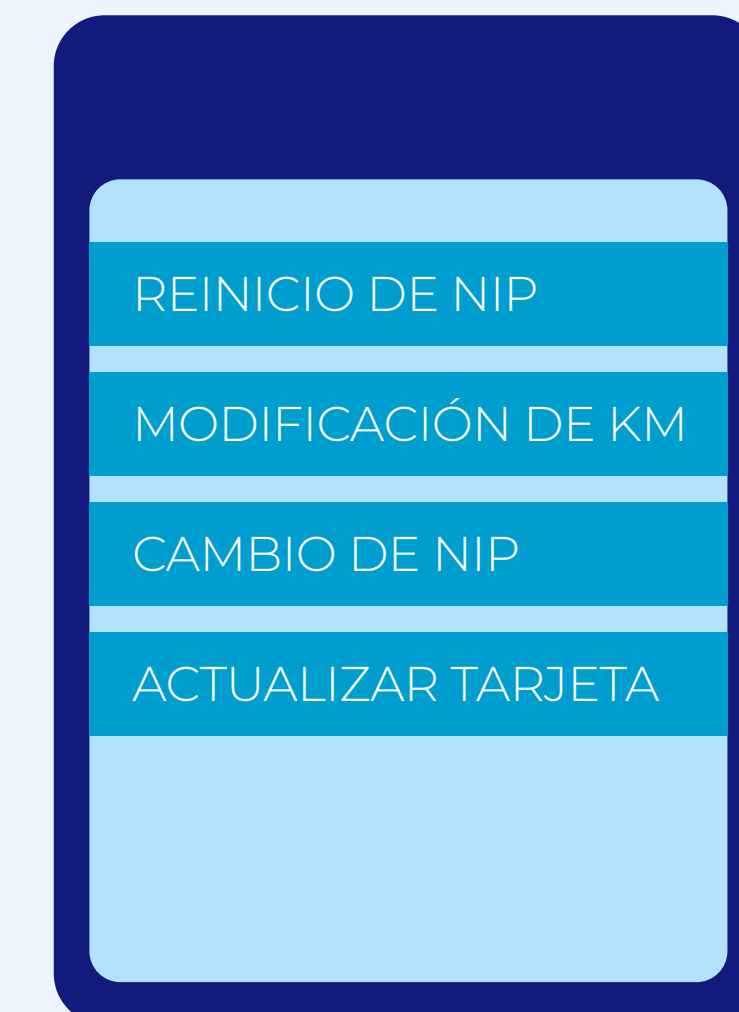 REINICIO DE NIP
MODIFICACIÓN DE KM
CAMBIO DE NIP
ACTUALIZAR TARJETA